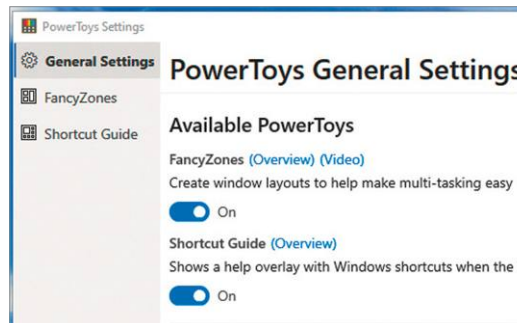 PowerToys Settings
General Settings
FancyZones
Shortcut Guide
PowerToys General Settings
Available PowerToys
FancyZones (Overview) (Video)
Create window layouts to help make multi-tasking easy
On
Shortcut Guide (Overview)
Shows a help overlay with Windows shortcuts when the
On